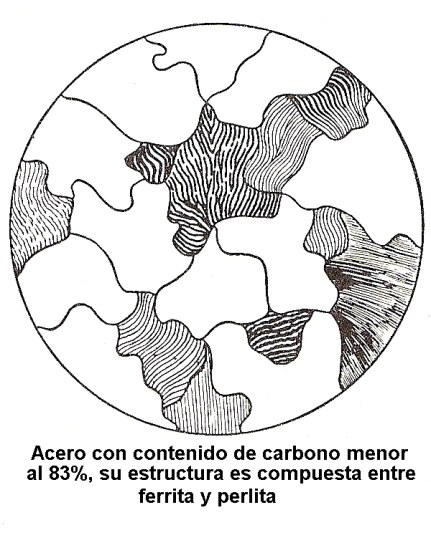 Acero con contenido de carbono menor
al 83%, su estructura es compuesta entre
ferrita y perlita